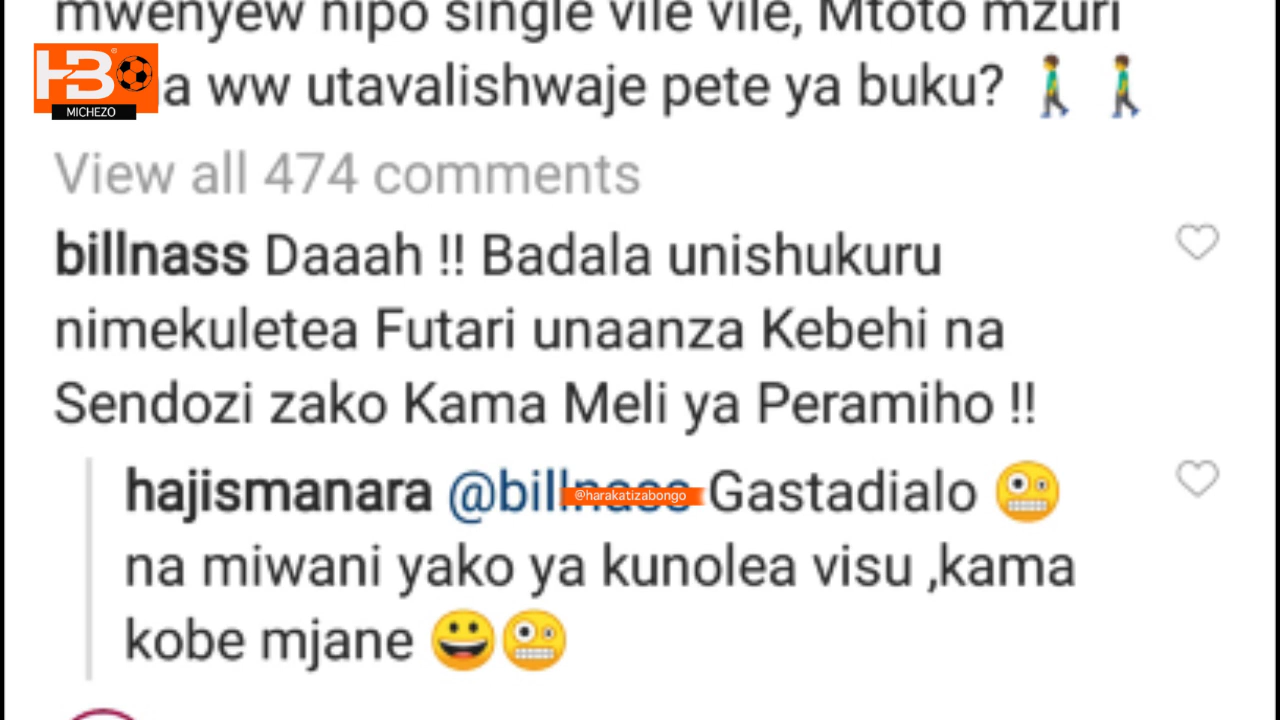 mwenyew nipo single vile vile, Mtoto mzuri
HB
MICHEZO
a ww utavalishwaje pete ya buku? 🚶‍♂️ 🚶‍♂️
View all 474 comments
billnass Daaah !! Badala unishukuru
nimekuletea Futari unaanza Kebehi na
Sendozi zako Kama Meli ya Peramiho !!
hajismanara @billnass Gastadialo 🤪
@harakatizabongo
na miwani yako ya kunolea visu ,kama
kobe mjane 😀🤪